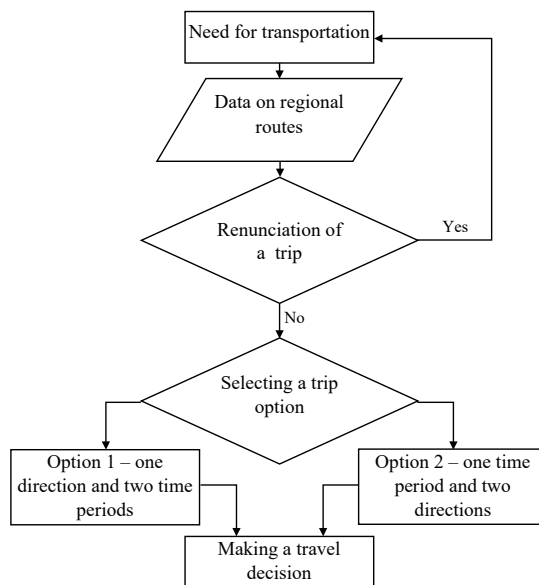 Need for transportation
Data on regional
routes
Renunciation of
a trip
Yes
No
Selecting a trip
option
Option 1 – one
direction and two time
periods
Option 2 – one time
period and two
directions
Making a travel
decision